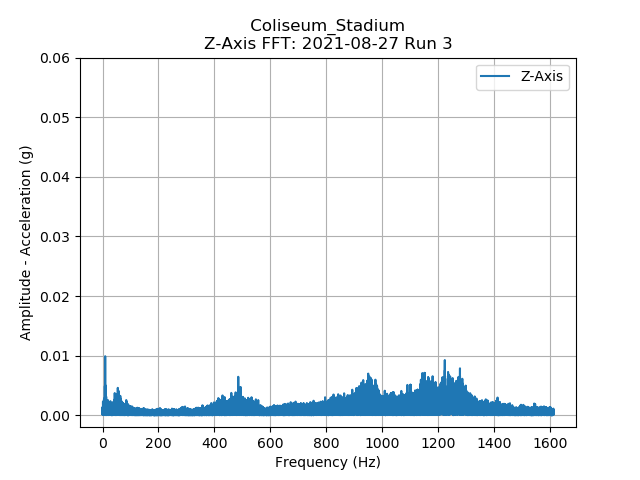 Coliseum_Stadium
Z-Axis FFT: 2021-08-27 Run 3
Z-Axis
0.06
0.05
0.04
0.03
0.02
0.01
0.00
Amplitude - Acceleration (g)
0 200 400 600 800 1000 1200 1400 1600
Frequency (Hz)